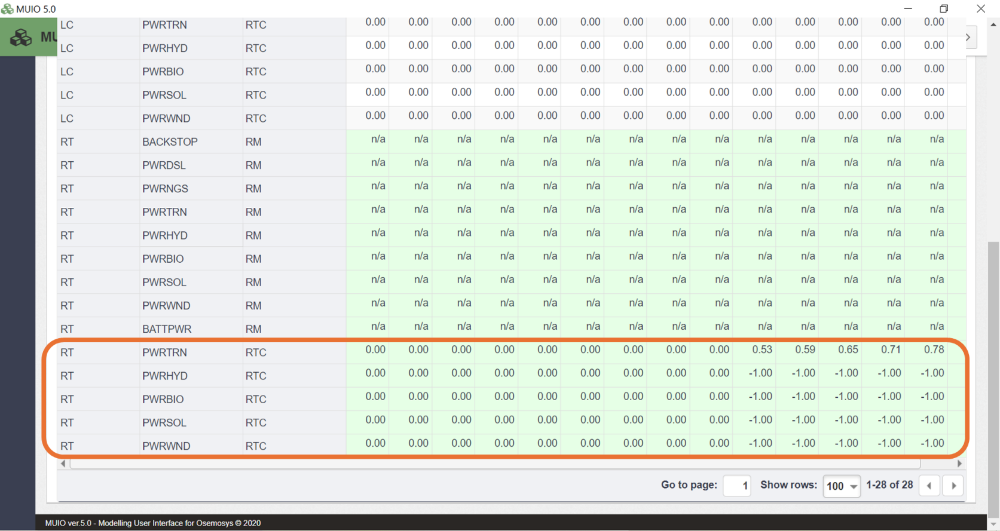 MUIO 5.0
MU
LC PWRTRN RTC 0.00 0.00 0.00 0.00 0.00 0.00 0.00 0.00 0.00 0.00 0.00 0.00 0.00 0.00
LC PWRHYD RTC 0.00 0.00 0.00 0.00 0.00 0.00 0.00 0.00 0.00 0.00 0.00 0.00 0.00 0.00
LC PWRBIO RTC 0.00 0.00 0.00 0.00 0.00 0.00 0.00 0.00 0.00 0.00 0.00 0.00 0.00 0.00
LC PWRSOL RTC 0.00 0.00 0.00 0.00 0.00 0.00 0.00 0.00 0.00 0.00 0.00 0.00 0.00 0.00
LC PWRWND RTC 0.00 0.00 0.00 0.00 0.00 0.00 0.00 0.00 0.00 0.00 0.00 0.00 0.00 0.00
RT BACKSTOP RM n/a n/a n/a n/a n/a n/a n/a n/a n/a n/a n/a n/a n/a n/a
RT PWRDSL RM n/a n/a n/a n/a n/a n/a n/a n/a n/a n/a n/a n/a n/a n/a
RT PWRNGS RM n/a n/a n/a n/a n/a n/a n/a n/a n/a n/a n/a n/a n/a n/a
RT PWRTRN RM n/a n/a n/a n/a n/a n/a n/a n/a n/a n/a n/a n/a n/a n/a
RT PWRHYD RM n/a n/a n/a n/a n/a n/a n/a n/a n/a n/a n/a n/a n/a n/a
RT PWRBIO RM n/a n/a n/a n/a n/a n/a n/a n/a n/a n/a n/a n/a n/a n/a
RT PWRSOL RM n/a n/a n/a n/a n/a n/a n/a n/a n/a n/a n/a n/a n/a n/a
RT PWRWND RM n/a n/a n/a n/a n/a n/a n/a n/a n/a n/a n/a n/a n/a n/a
RT BATTPWR RM n/a n/a n/a n/a n/a n/a n/a n/a n/a n/a n/a n/a n/a n/a
RT PWRTRN RTC 0.00 0.00 0.00 0.00 0.00 0.00 0.00 0.00 0.00 0.53 0.59 0.65 0.71 0.78
RT PWRHYD RTC 0.00 0.00 0.00 0.00 0.00 0.00 0.00 0.00 0.00 -1.00 -1.00 -1.00 -1.00 -1.00
RT PWRBIO RTC 0.00 0.00 0.00 0.00 0.00 0.00 0.00 0.00 0.00 -1.00 -1.00 -1.00 -1.00 -1.00
RT PWRSOL RTC 0.00 0.00 0.00 0.00 0.00 0.00 0.00 0.00 0.00 -1.00 -1.00 -1.00 -1.00 -1.00
RT PWRWND RTC 0.00 0.00 0.00 0.00 0.00 0.00 0.00 0.00 0.00 -1.00 -1.00 -1.00 -1.00 -1.00
Go to page: 1 Show rows: 100 1-28 of 28
MUIO ver.5.0 - Modelling User Interface for Osemosys © 2020